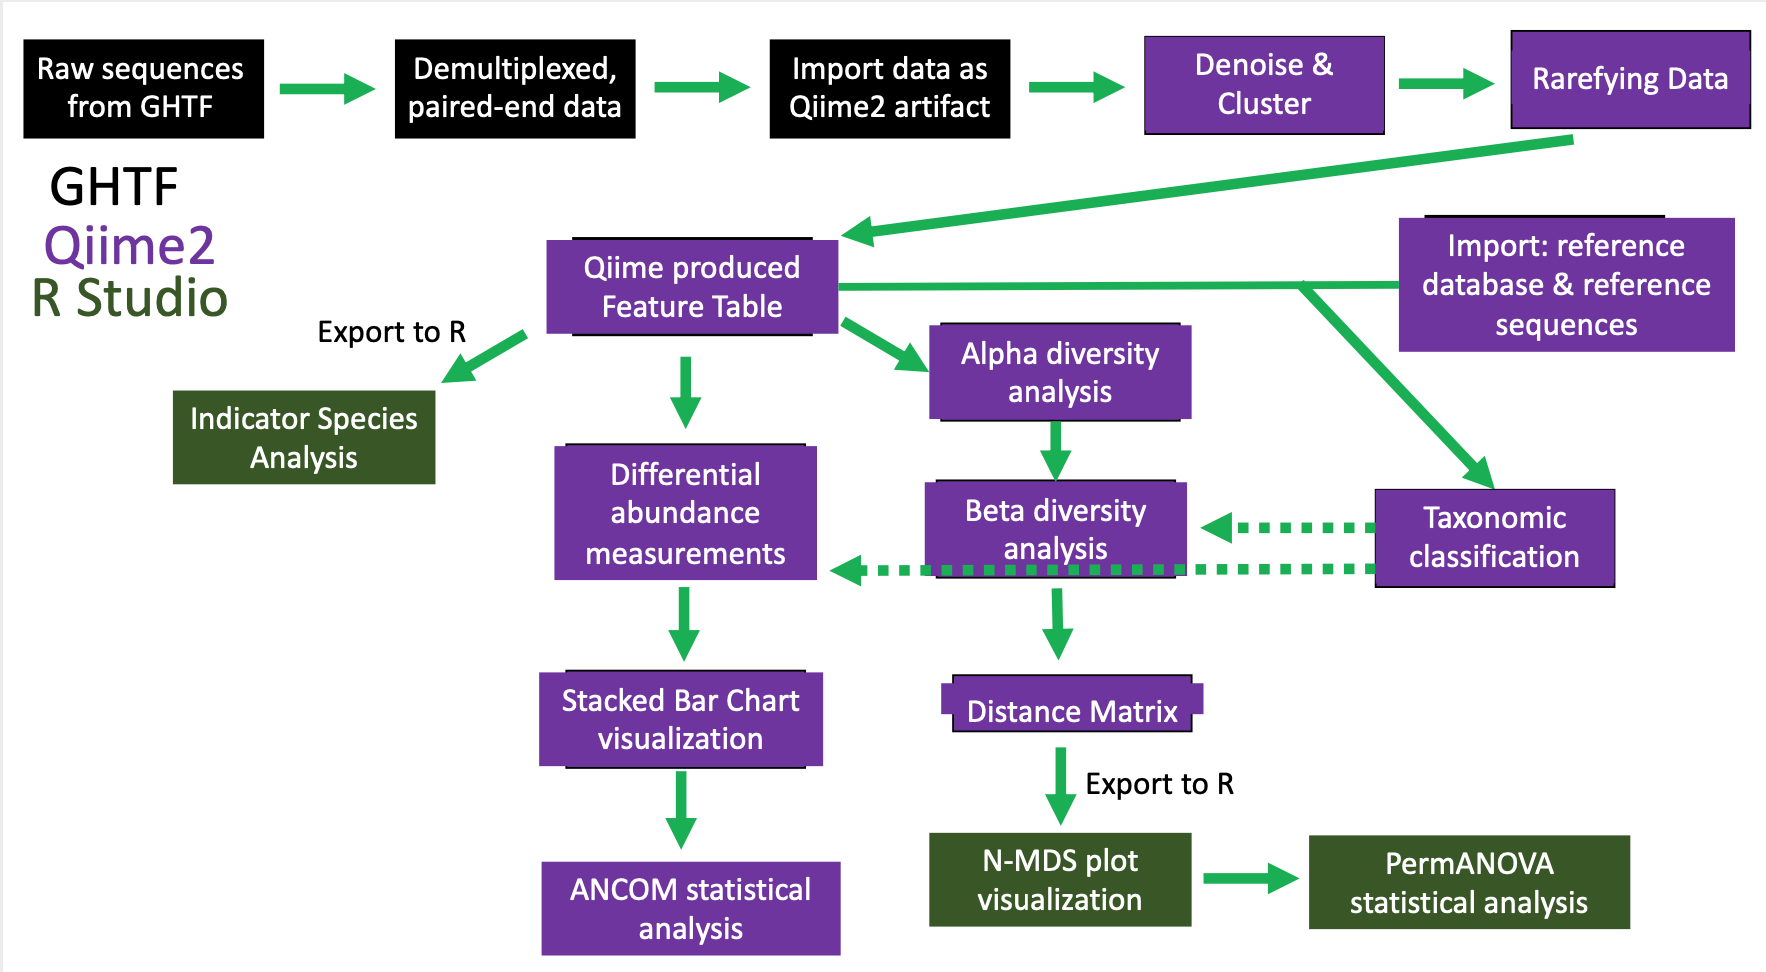 Raw sequences
from GHTF
Demultiplexed,
paired-end data
Import data as
Qiime2 artifact
Denoise &
Cluster
Rarefying Data
GHTF
Qiime2
R Studio
Qiime produced
Feature Table
Import: reference
database & reference
sequences
Export to R
Alpha diversity
analysis
Indicator Species
Analysis
Differential
abundance
measurements
Beta diversity
analysis
Taxonomic
classification
Stacked Bar Chart
visualization
Distance Matrix
Export to R
ANCOM statistical
analysis
N-MDS plot
visualization
PermANOVA
statistical analysis